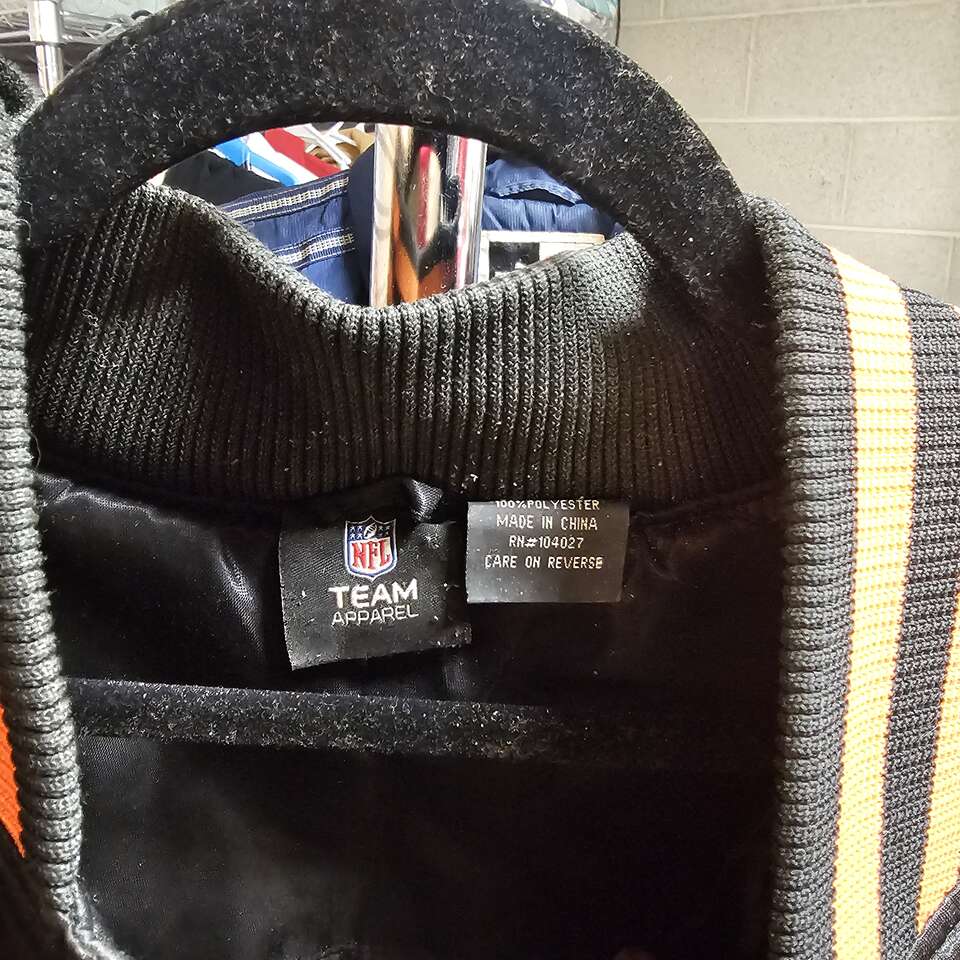 NFL
TEAM
APPAREL
100% POLYESTER
MADE IN CHINA
RN#104027
CARE ON REVERSE